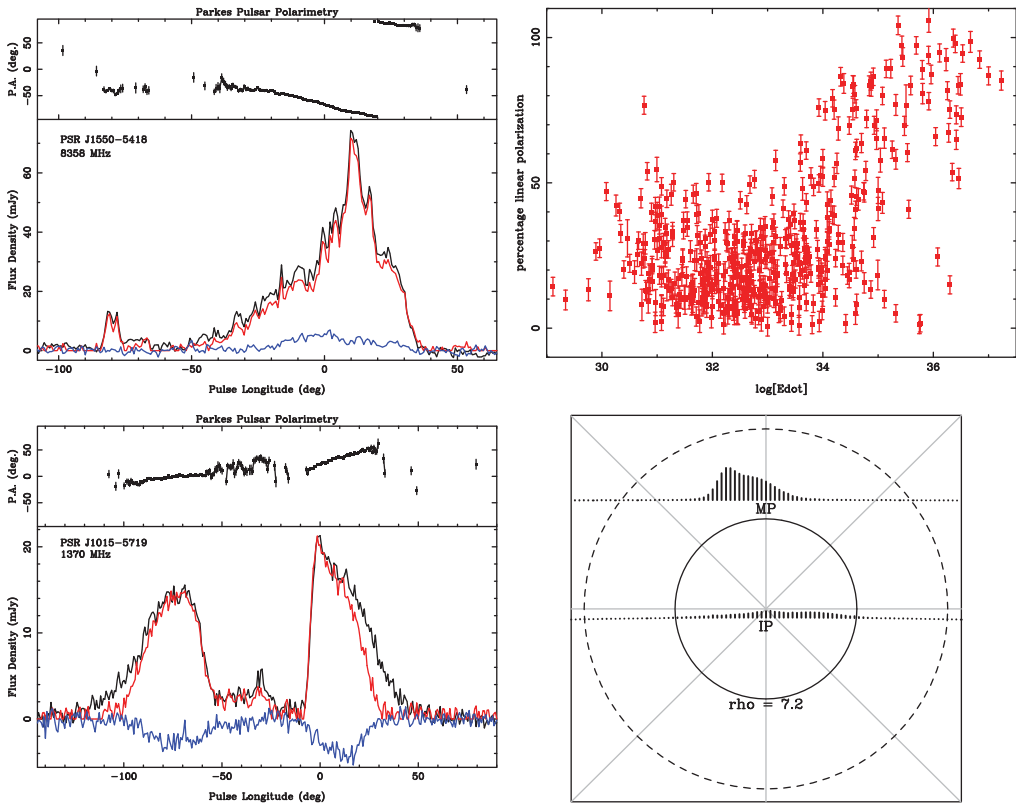 Parkes Pulsar Polarimetry
P.A. (deg.)
50
0
−50
PSR J1550−5418
8358 MHz
Flux Density (mJy)
60
40
20
0
−100
−50
0
50
Pulse Longitude (deg)
percentage linear polarization
100
50
0
30
32
34
36
log[Edot]
Parkes Pulsar Polarimetry
P.A. (deg.)
50
0
−50
PSR J1015−5719
1370 MHz
Flux Density (mJy)
20
10
0
−100
−50
0
50
Pulse Longitude (deg)
MP
IP
rho = 7.2